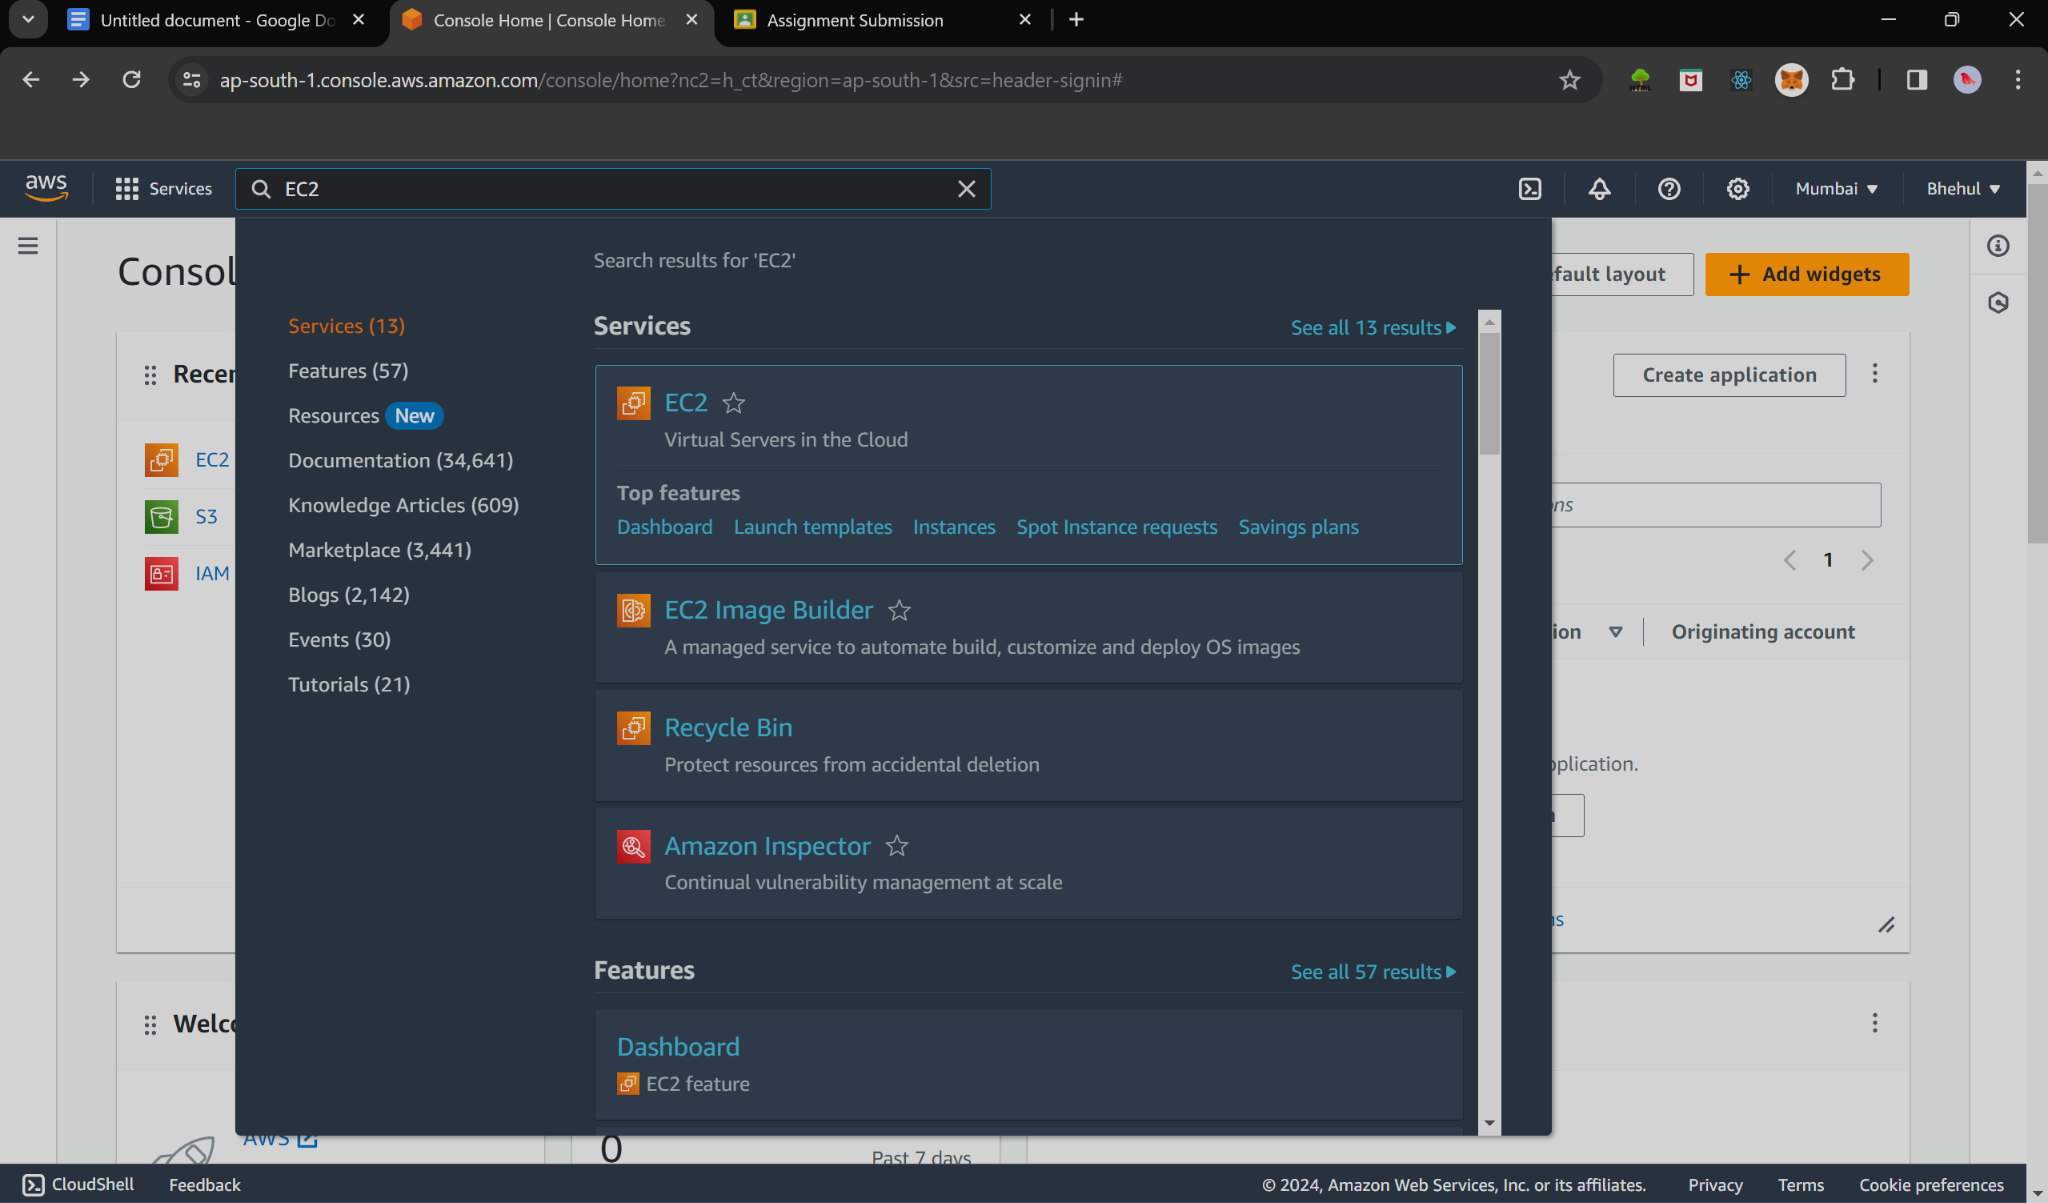 Untitled document - Google Do
Console Home | Console Home
Assignment Submission
ap-south-1.console.aws.amazon.com/console/home?nc2=h_ct&region=ap-south-1&src=header-signin#
aws
Services
EC2
Mumbai
Bhehul
Search results for 'EC2'
Consol
fault layout
Add widgets
Services (13)
Features (57)
Resources New
Documentation (34,641)
Knowledge Articles (609)
Marketplace (3,441)
Blogs (2,142)
Events (30)
Tutorials (21)
Services
See all 13 results
EC2
Virtual Servers in the Cloud
Top features
Dashboard Launch templates Instances Spot Instance requests Savings plans
EC2 Image Builder
A managed service to automate build, customize and deploy OS images
Recycle Bin
Protect resources from accidental deletion
Amazon Inspector
Continual vulnerability management at scale
Features
See all 57 results
Dashboard
EC2 feature
Recen
EC2
S3
IAM
Create application
ns
1
ion
Originating account
pplication.
Welco
AWS
0
Past 7 days
CloudShell
Feedback
© 2024, Amazon Web Services, Inc. or its affiliates.
Privacy
Terms
Cookie preferences